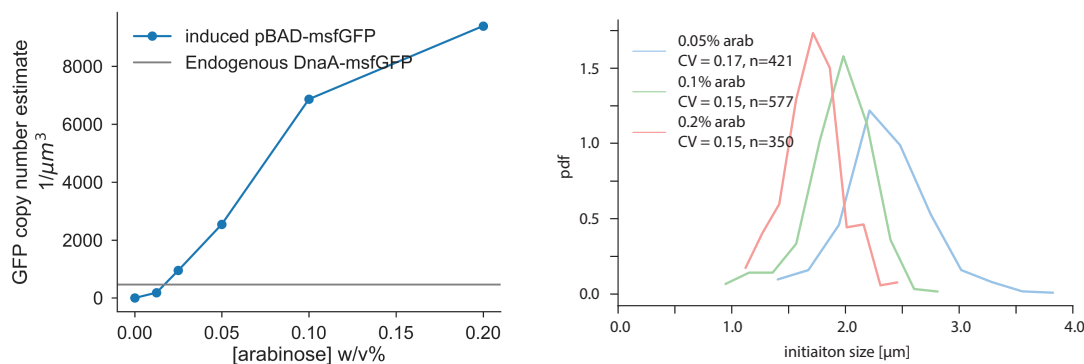 induced pBAD-msfGFP
Endogenous DnaA-msfGFP
GFP copy number estimate
1/μm³
8000
6000
4000
2000
0
0.00 0.05 0.10 0.15 0.20
[arabinose] w/v%
0.05% arab
CV = 0.17, n=421
0.1% arab
CV = 0.15, n=577
0.2% arab
CV = 0.15, n=350
pdf
1.5
1.0
0.5
0.0
0.0 1.0 2.0 3.0 4.0
initiaiton size [μm]